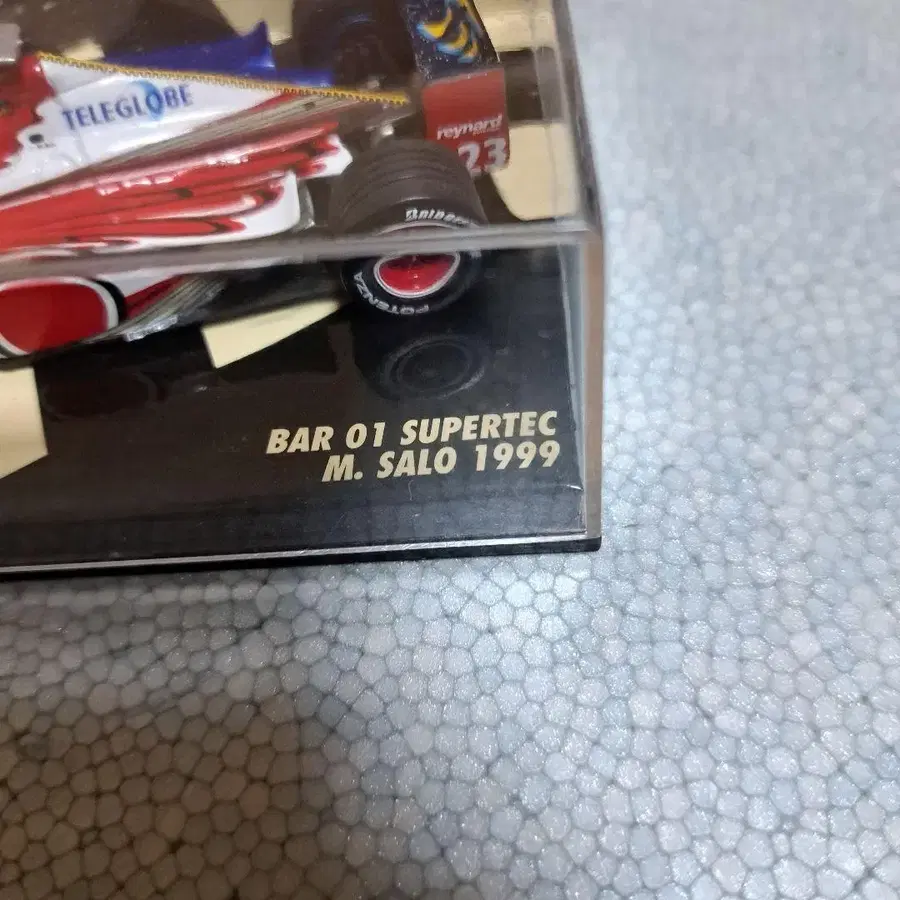 TELEGLOBE
reynard
23
POTENZA
BAR 01 SUPERTEC
M. SALO 1999